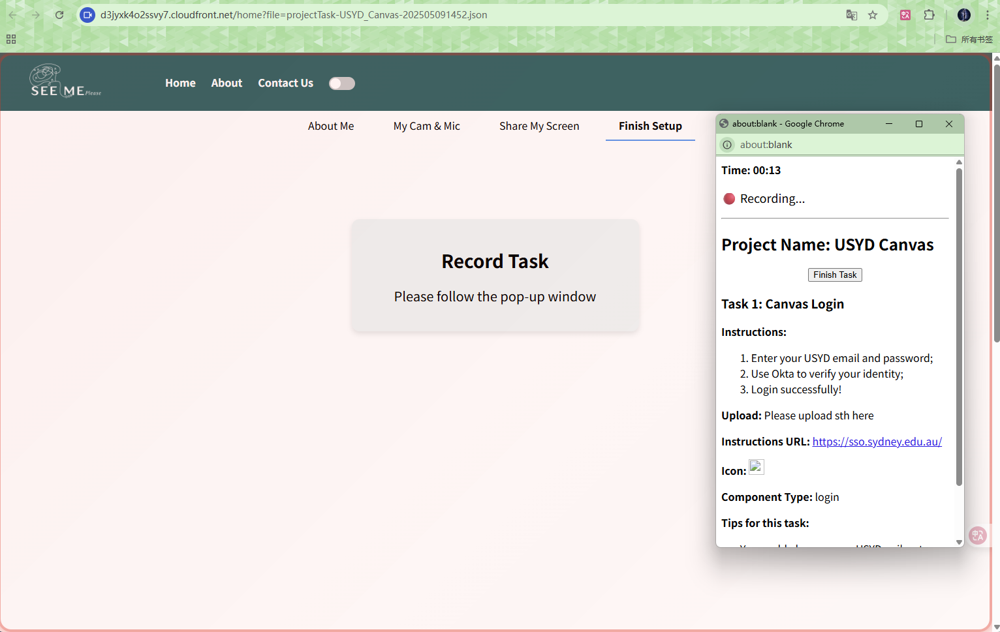 d3jyxk4o2ssvy7.cloudfront.net/home?file=projectTask-USYD_Canvas-202505091452.json
所有书签
SEE ME Please
Home About Contact Us
About Me My Cam & Mic Share My Screen Finish Setup
Record Task
Please follow the pop-up window
about:blank - Google Chrome
about:blank
Time: 00:13
Recording...
Project Name: USYD Canvas
Finish Task
Task 1: Canvas Login
Instructions:
1. Enter your USYD email and password;
2. Use Okta to verify your identity;
3. Login successfully!
Upload: Please upload sth here
Instructions URL: https://sso.sydney.edu.au/
Icon:
Component Type: login
Tips for this task: